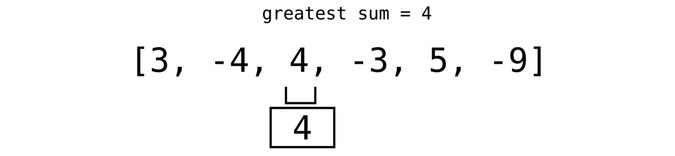 greatest sum = 4
[3, -4, 4, -3, 5, -9]
4